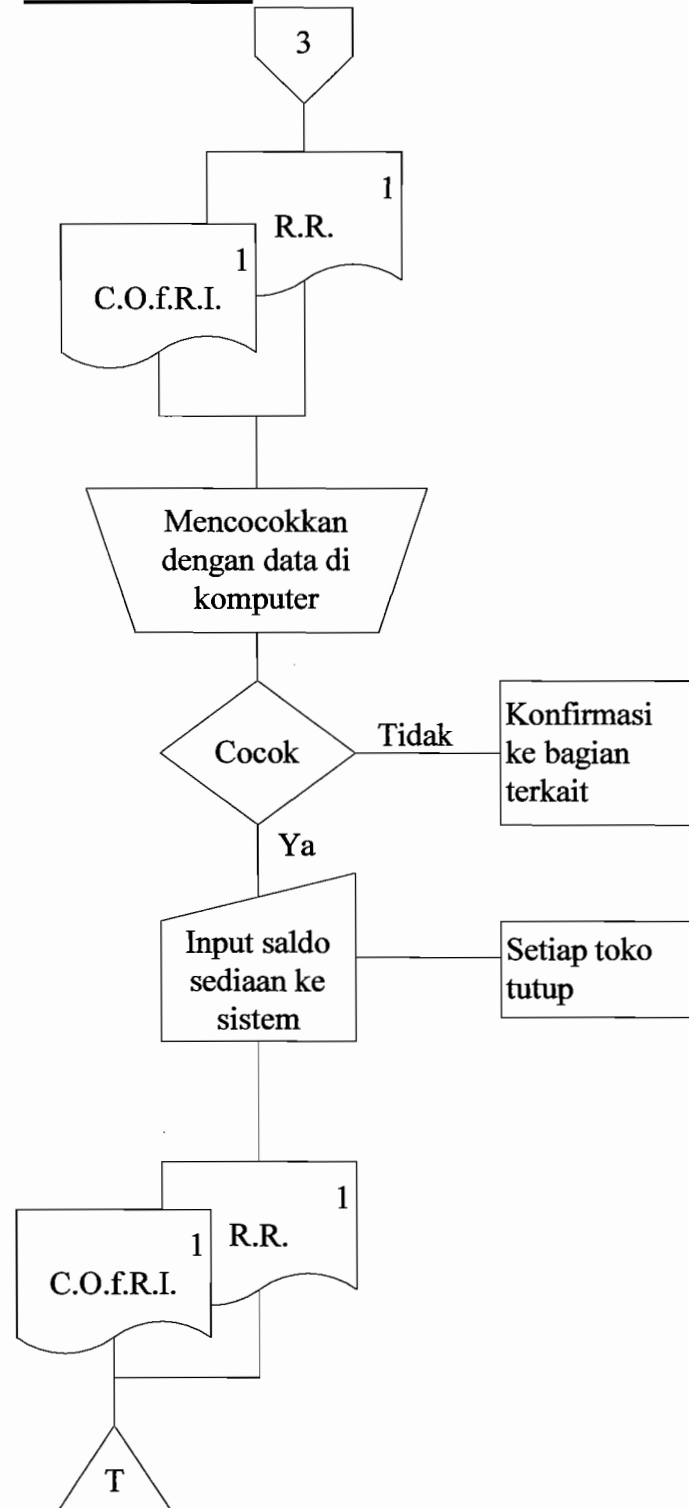 3
1
R.R.
1
C.O.f.R.I.
Mencocokkan
dengan data di
komputer
Cocok
Tidak
Konfirmasi
ke bagian
terkait
Ya
Input saldo
sediaan ke
sistem
Setiap toko
tutup
1
R.R.
1
C.O.f.R.I.
T